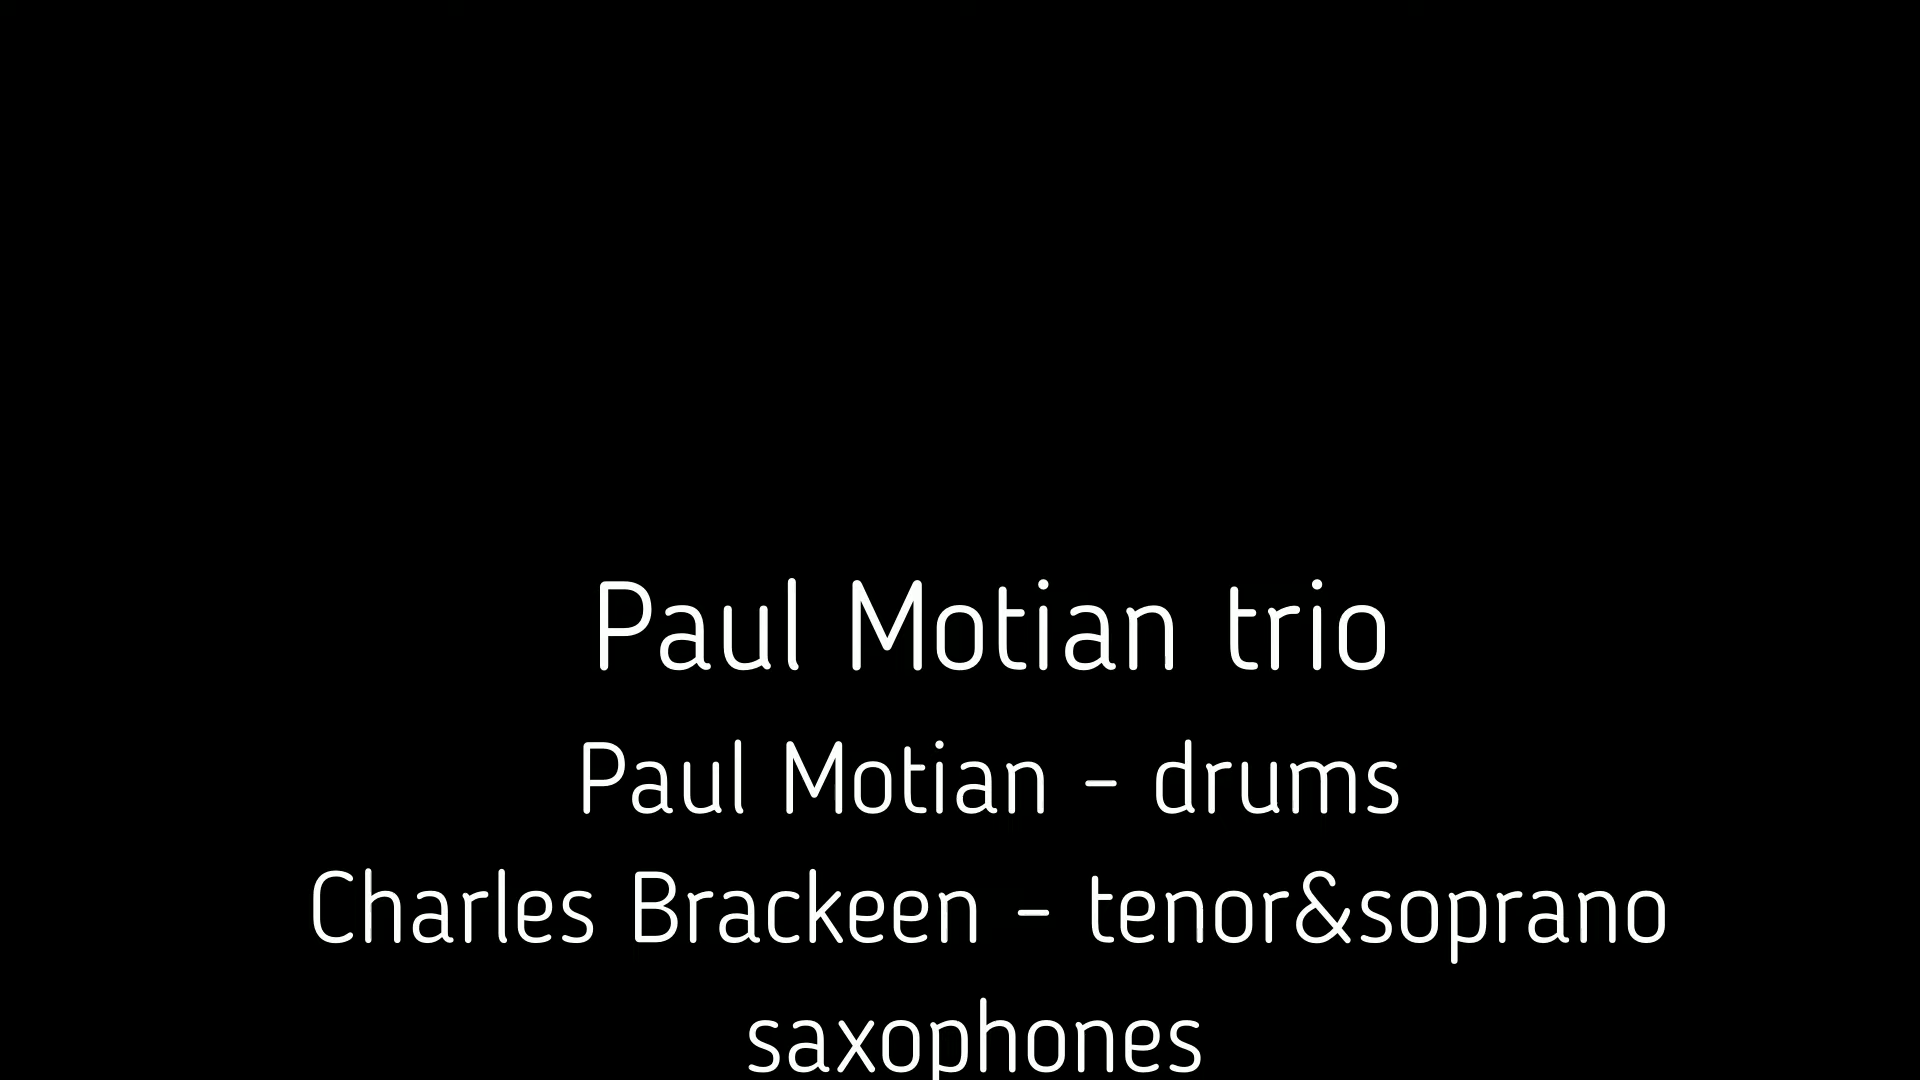 Paul Motian trio
Paul Motian - drums
Charles Brackeen - tenor&soprano
saxophones